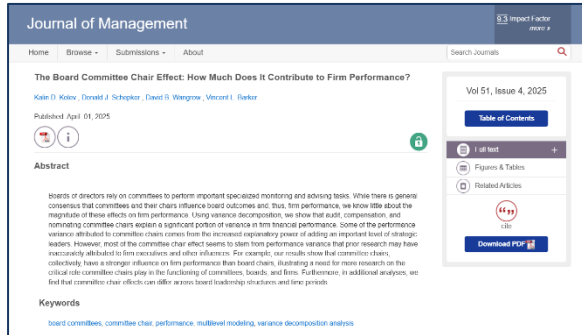 Journal of Management
9.3 Impact Factor
more »
Home
Browse
Submissions
About
Search Journals
The Board Committee Chair Effect: How Much Does It Contribute to Firm Performance?
Kalin D. Kolev , Donald J. Schepker , David B. Wangrow , Vincent L. Barker
Published: April 01, 2025
Abstract
Boards of directors rely on committees to perform important specialized monitoring and advising tasks. While there is general
consensus that committees and their chairs influence board outcomes and, thus, firm performance, we know little about the
magnitude of these effects on firm performance. Using variance decomposition, we show that audit, compensation, and
nominating committee chairs explain a significant portion of variance in firm financial performance. Some of the performance
variance attributed to committee chairs comes from the increased explanatory power of adding an important level of strategic
leaders. However, most of the committee chair effect seems to stem from performance variance that prior research may have
inaccurately attributed to firm executives and other influences. For example, our results show that committee chairs,
collectively, have a stronger influence on firm performance than board chairs, illustrating a need for more research on the
critical role committee chairs play in the functioning of committees, boards, and firms. Furthermore, in additional analyses, we
find that committee chair effects can differ across board leadership structures and time periods.
Keywords
board committees, committee chair, performance, multilevel modeling, variance decomposition analysis
Vol 51, Issue 4, 2025
Table of Contents
Full text
Figures & Tables
Related Articles
cite
Download PDF